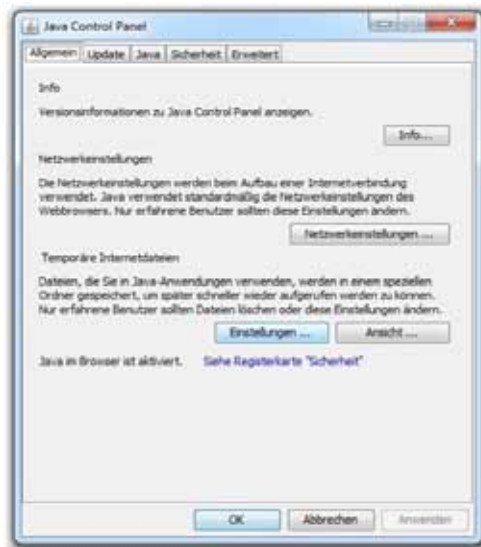 Java Control Panel
Allgemein Update Java Sicherheit Erweitert
Info
Versionsinformationen zu Java Control Panel anzeigen.
Info...
Netzwerkeinstellungen
Die Netzwerkeinstellungen werden beim Aufbau einer Internetverbindung
verwendet. Java verwendet standardmäßig die Netzwerkeinstellungen des
Webbrowsers. Nur erfahrene Benutzer sollten diese Einstellungen ändern.
Netzwerkeinstellungen ...
Temporäre Internetdateien
Dateien, die Sie in Java-Anwendungen verwenden, werden in einem speziellen
Ordner gespeichert, um später schneller wieder aufgerufen werden zu können.
Nur erfahrene Benutzer sollten Dateien löschen oder diese Einstellungen ändern.
Einstellungen ... Ansicht ...
Java im Browser ist aktiviert. Siehe Registerkarte "Sicherheit"
OK Abbrechen Anwenden